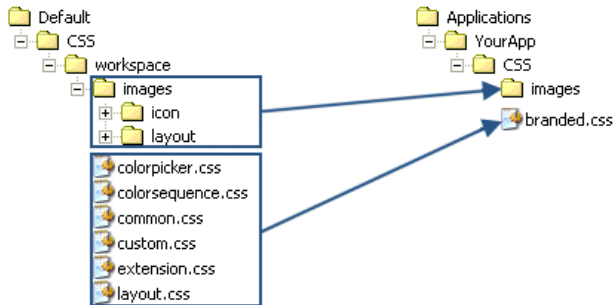 Default
CSS
workspace
images
icon
layout
colorpicker.css
colorsequence.css
common.css
custom.css
extension.css
layout.css
Applications
YourApp
CSS
images
branded.css